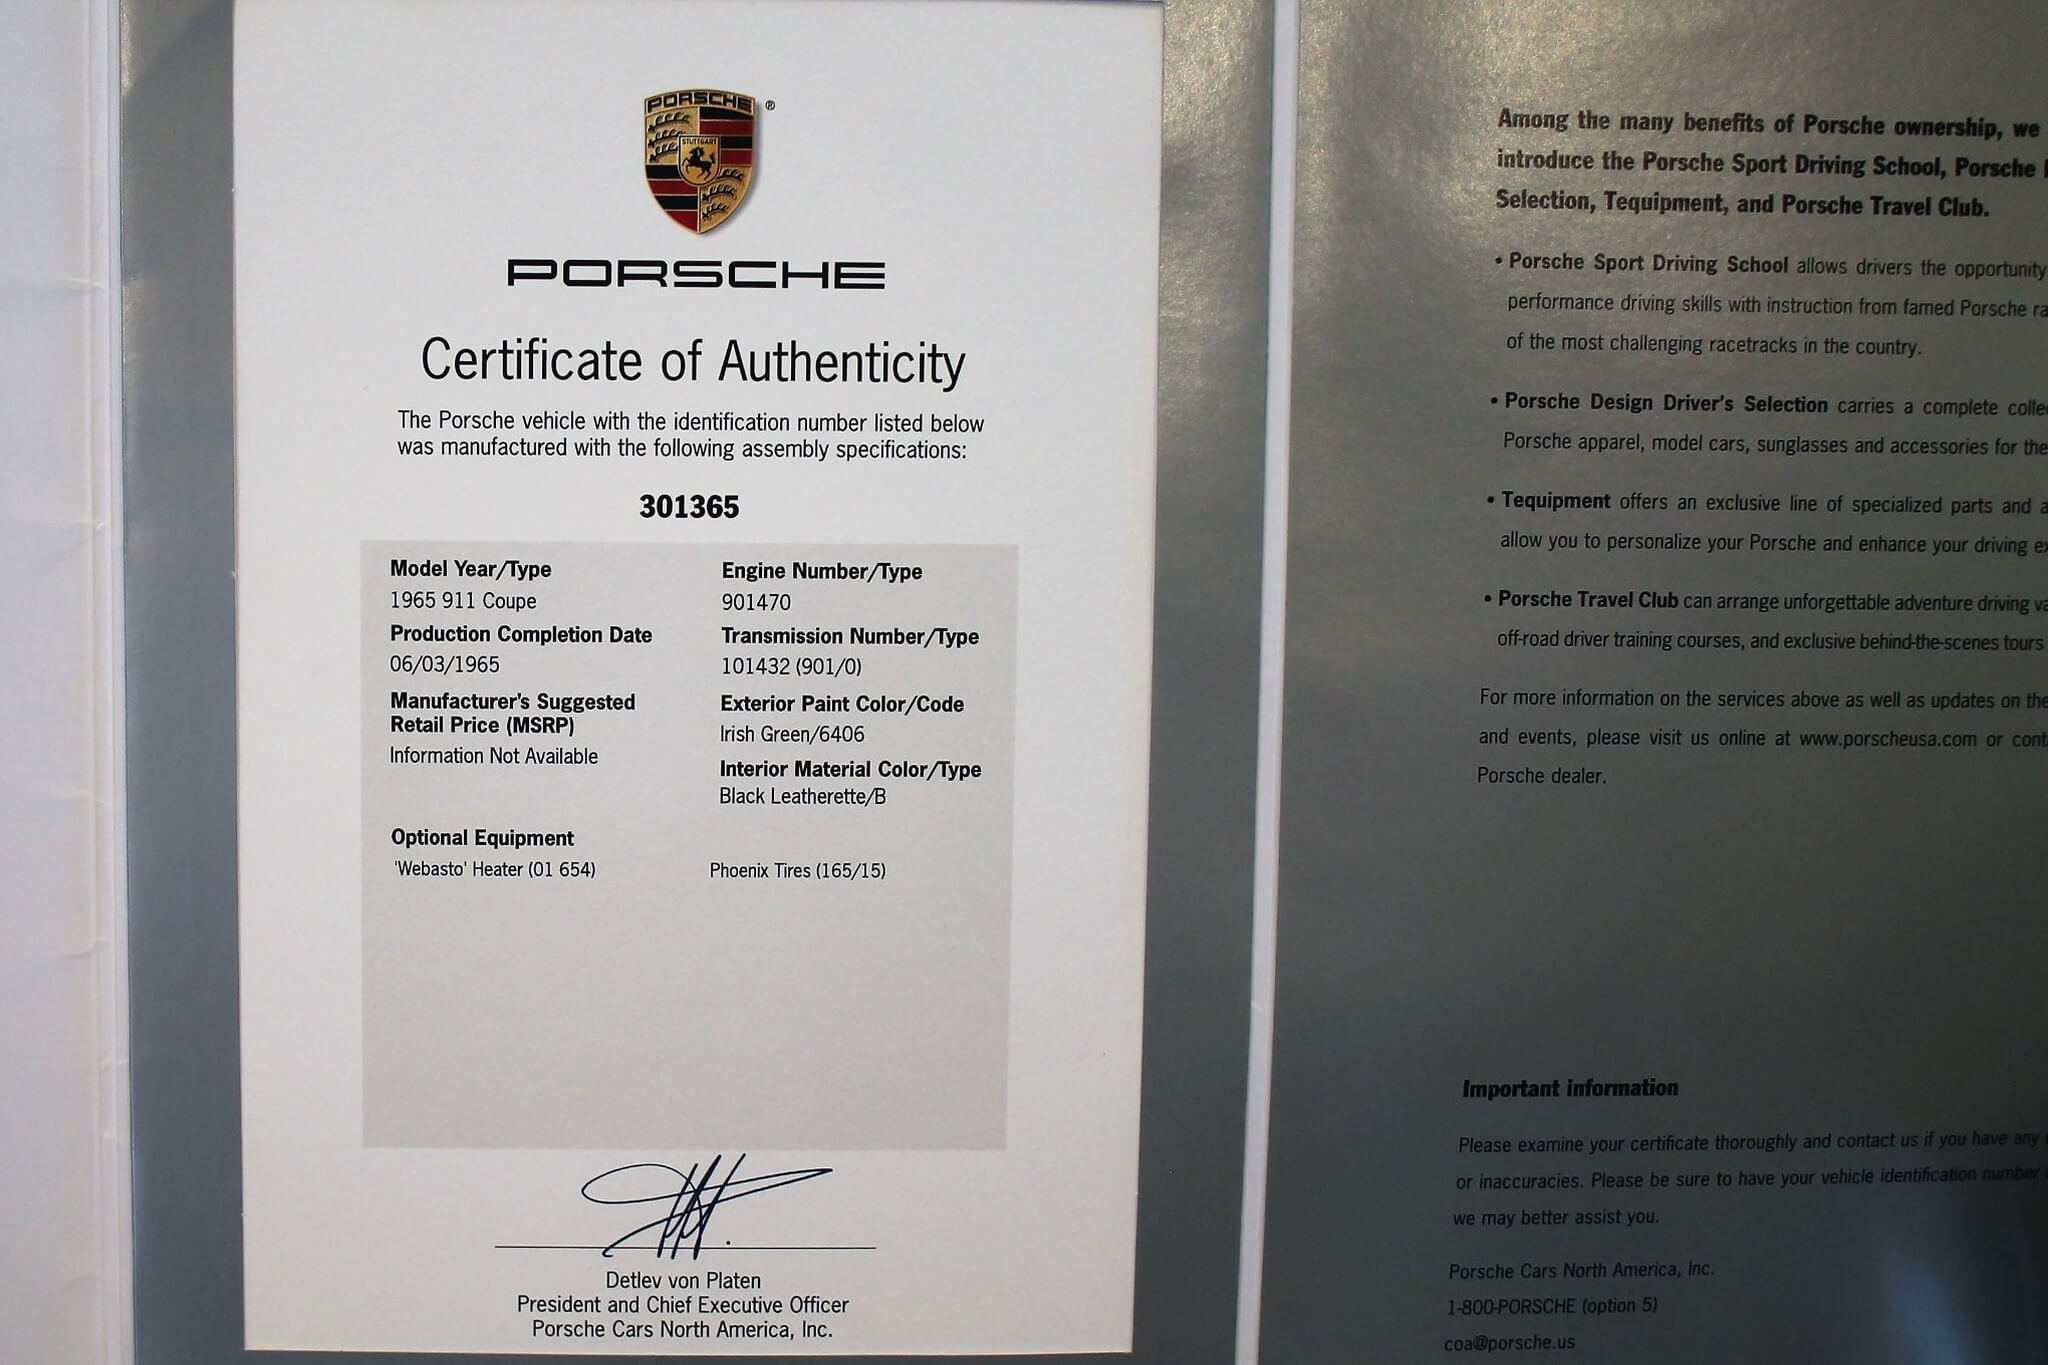 PORSCHE
®
STUTTGART
PORSCHE
Certificate of Authenticity
The Porsche vehicle with the identification number listed below
was manufactured with the following assembly specifications:
301365
Model Year/Type
1965 911 Coupe
Production Completion Date
06/03/1965
Manufacturer's Suggested
Retail Price (MSRP)
Information Not Available
Engine Number/Type
901470
Transmission Number/Type
101432 (901/0)
Exterior Paint Color/Code
Irish Green/6406
Interior Material Color/Type
Black Leatherette/B
Optional Equipment
'Webasto' Heater (01 654)
Phoenix Tires (165/15)
Detlev von Platen
President and Chief Executive Officer
Porsche Cars North America, Inc.
Among the many benefits of Porsche ownership, we
introduce the Porsche Sport Driving School, Porsche
Selection, Tequipment, and Porsche Travel Club.
• Porsche Sport Driving School allows drivers the opportunity
performance driving skills with instruction from famed Porsche
of the most challenging racetracks in the country.
• Porsche Design Driver's Selection carries a complete
Porsche apparel, model cars, sunglasses and accessories for the
• Tequipment offers an exclusive line of specialized parts and
allow you to personalize your Porsche and enhance your driving
• Porsche Travel Club can arrange unforgettable adventure driving
off-road driver training courses, and exclusive behind-the-scenes tours
For more information on the services above as well as updates on the
and events, please visit us online at www.porscheusa.com or
Porsche dealer.
Important information
Please examine your certificate thoroughly and contact us if you have any
or inaccuracies. Please be sure to have your vehicle identification number
we may better assist you.
Porsche Cars North America, Inc.
1-800-PORSCHE (option 5)
coa@porsche.us